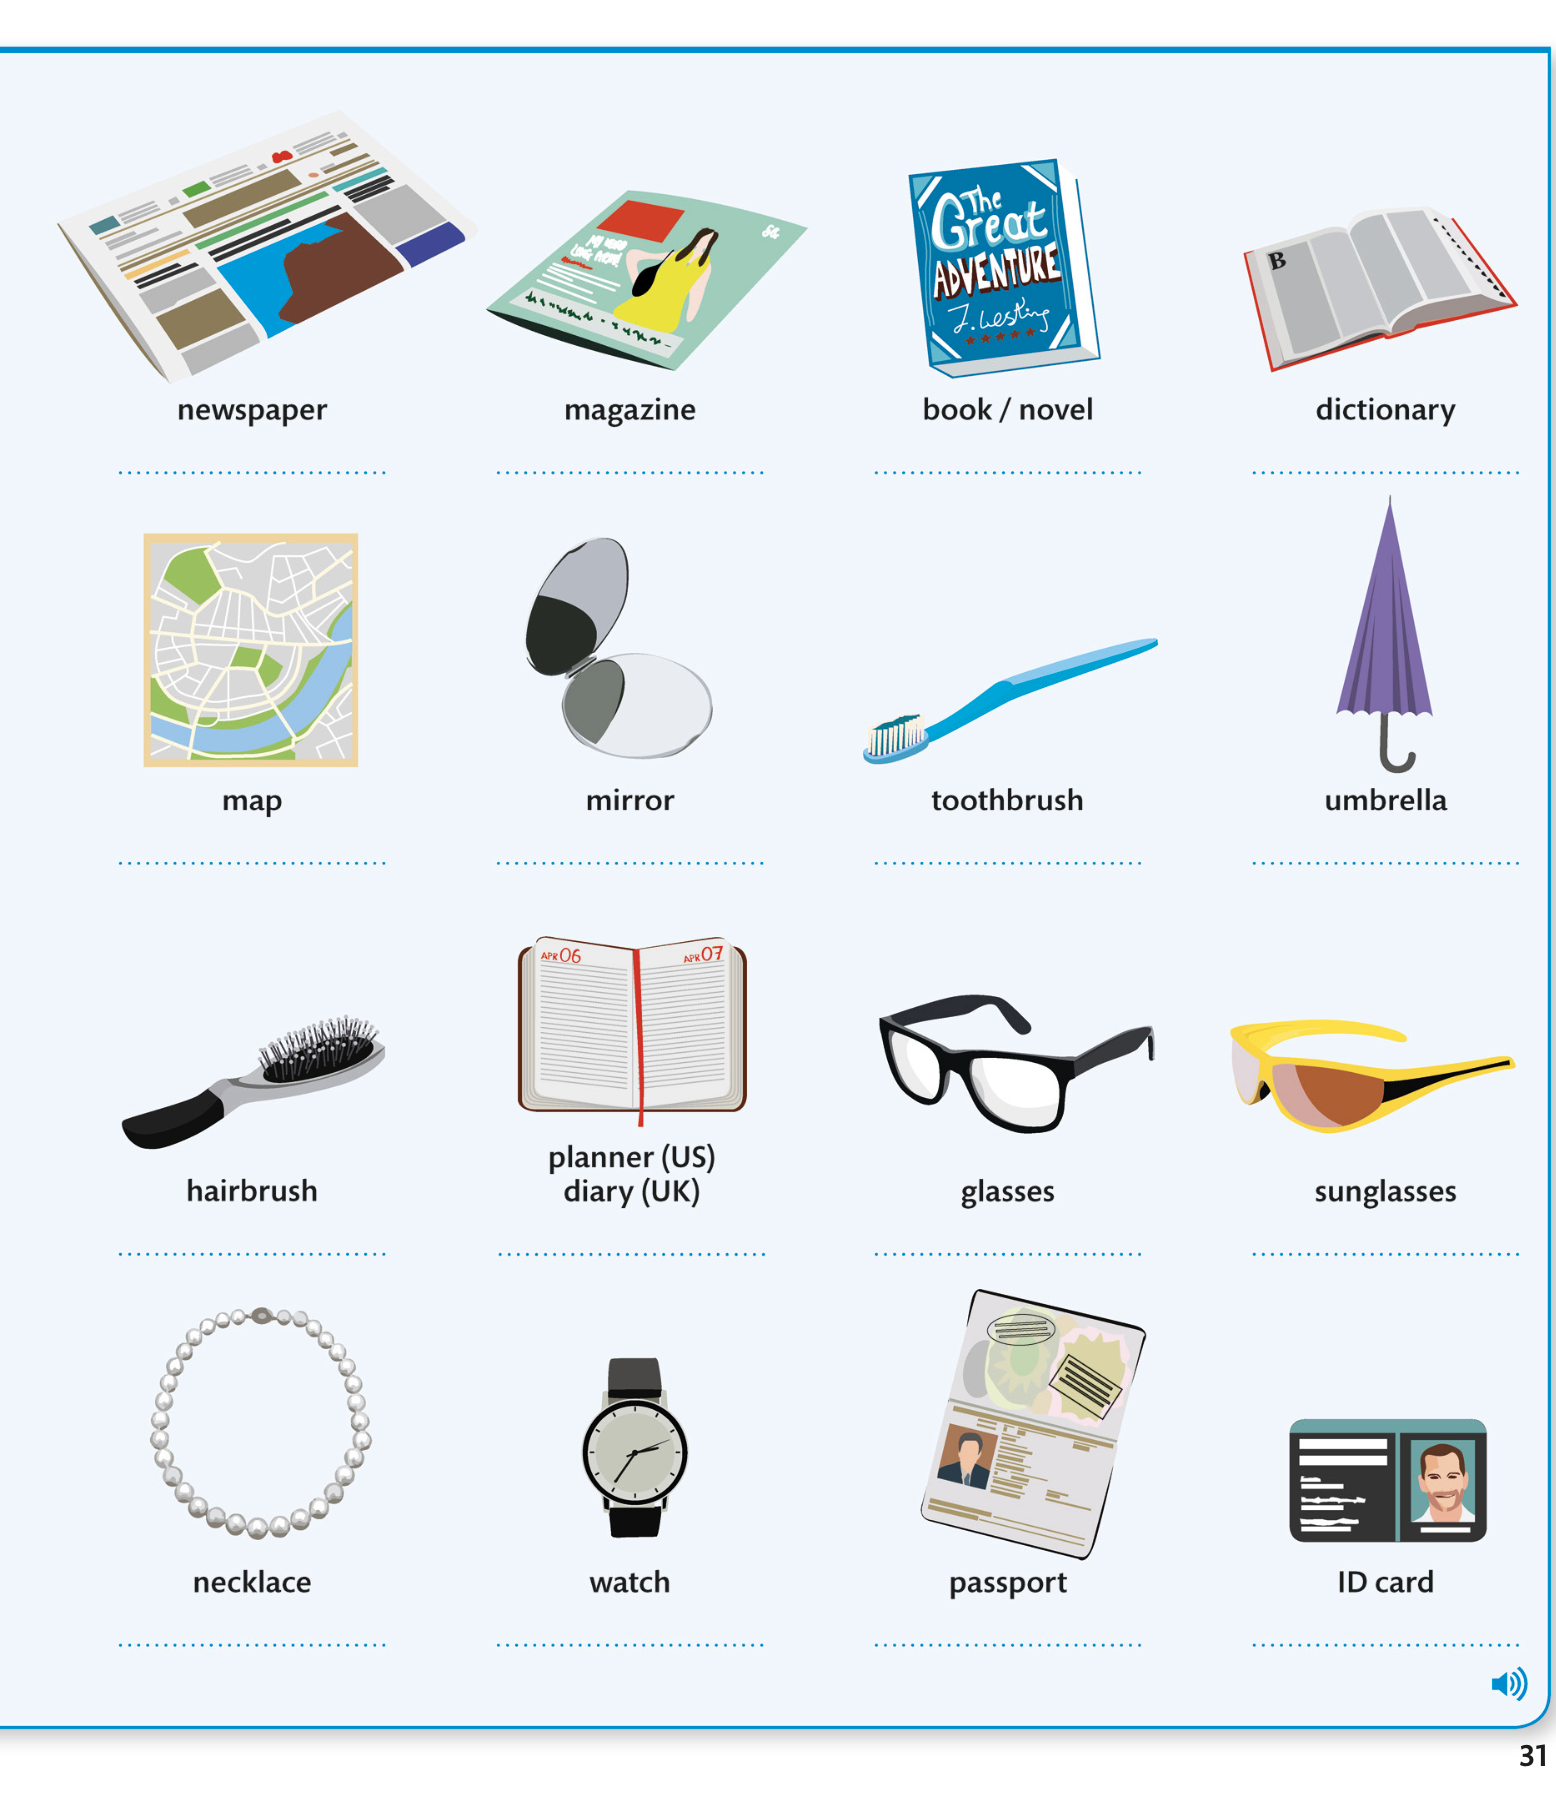 The
Great
ADVENTURE
B
newspaper
magazine
book / novel
dictionary
map
mirror
toothbrush
umbrella
APR 06
APR 07
hairbrush
planner (US)
diary (UK)
glasses
sunglasses
necklace
watch
passport
ID card
31